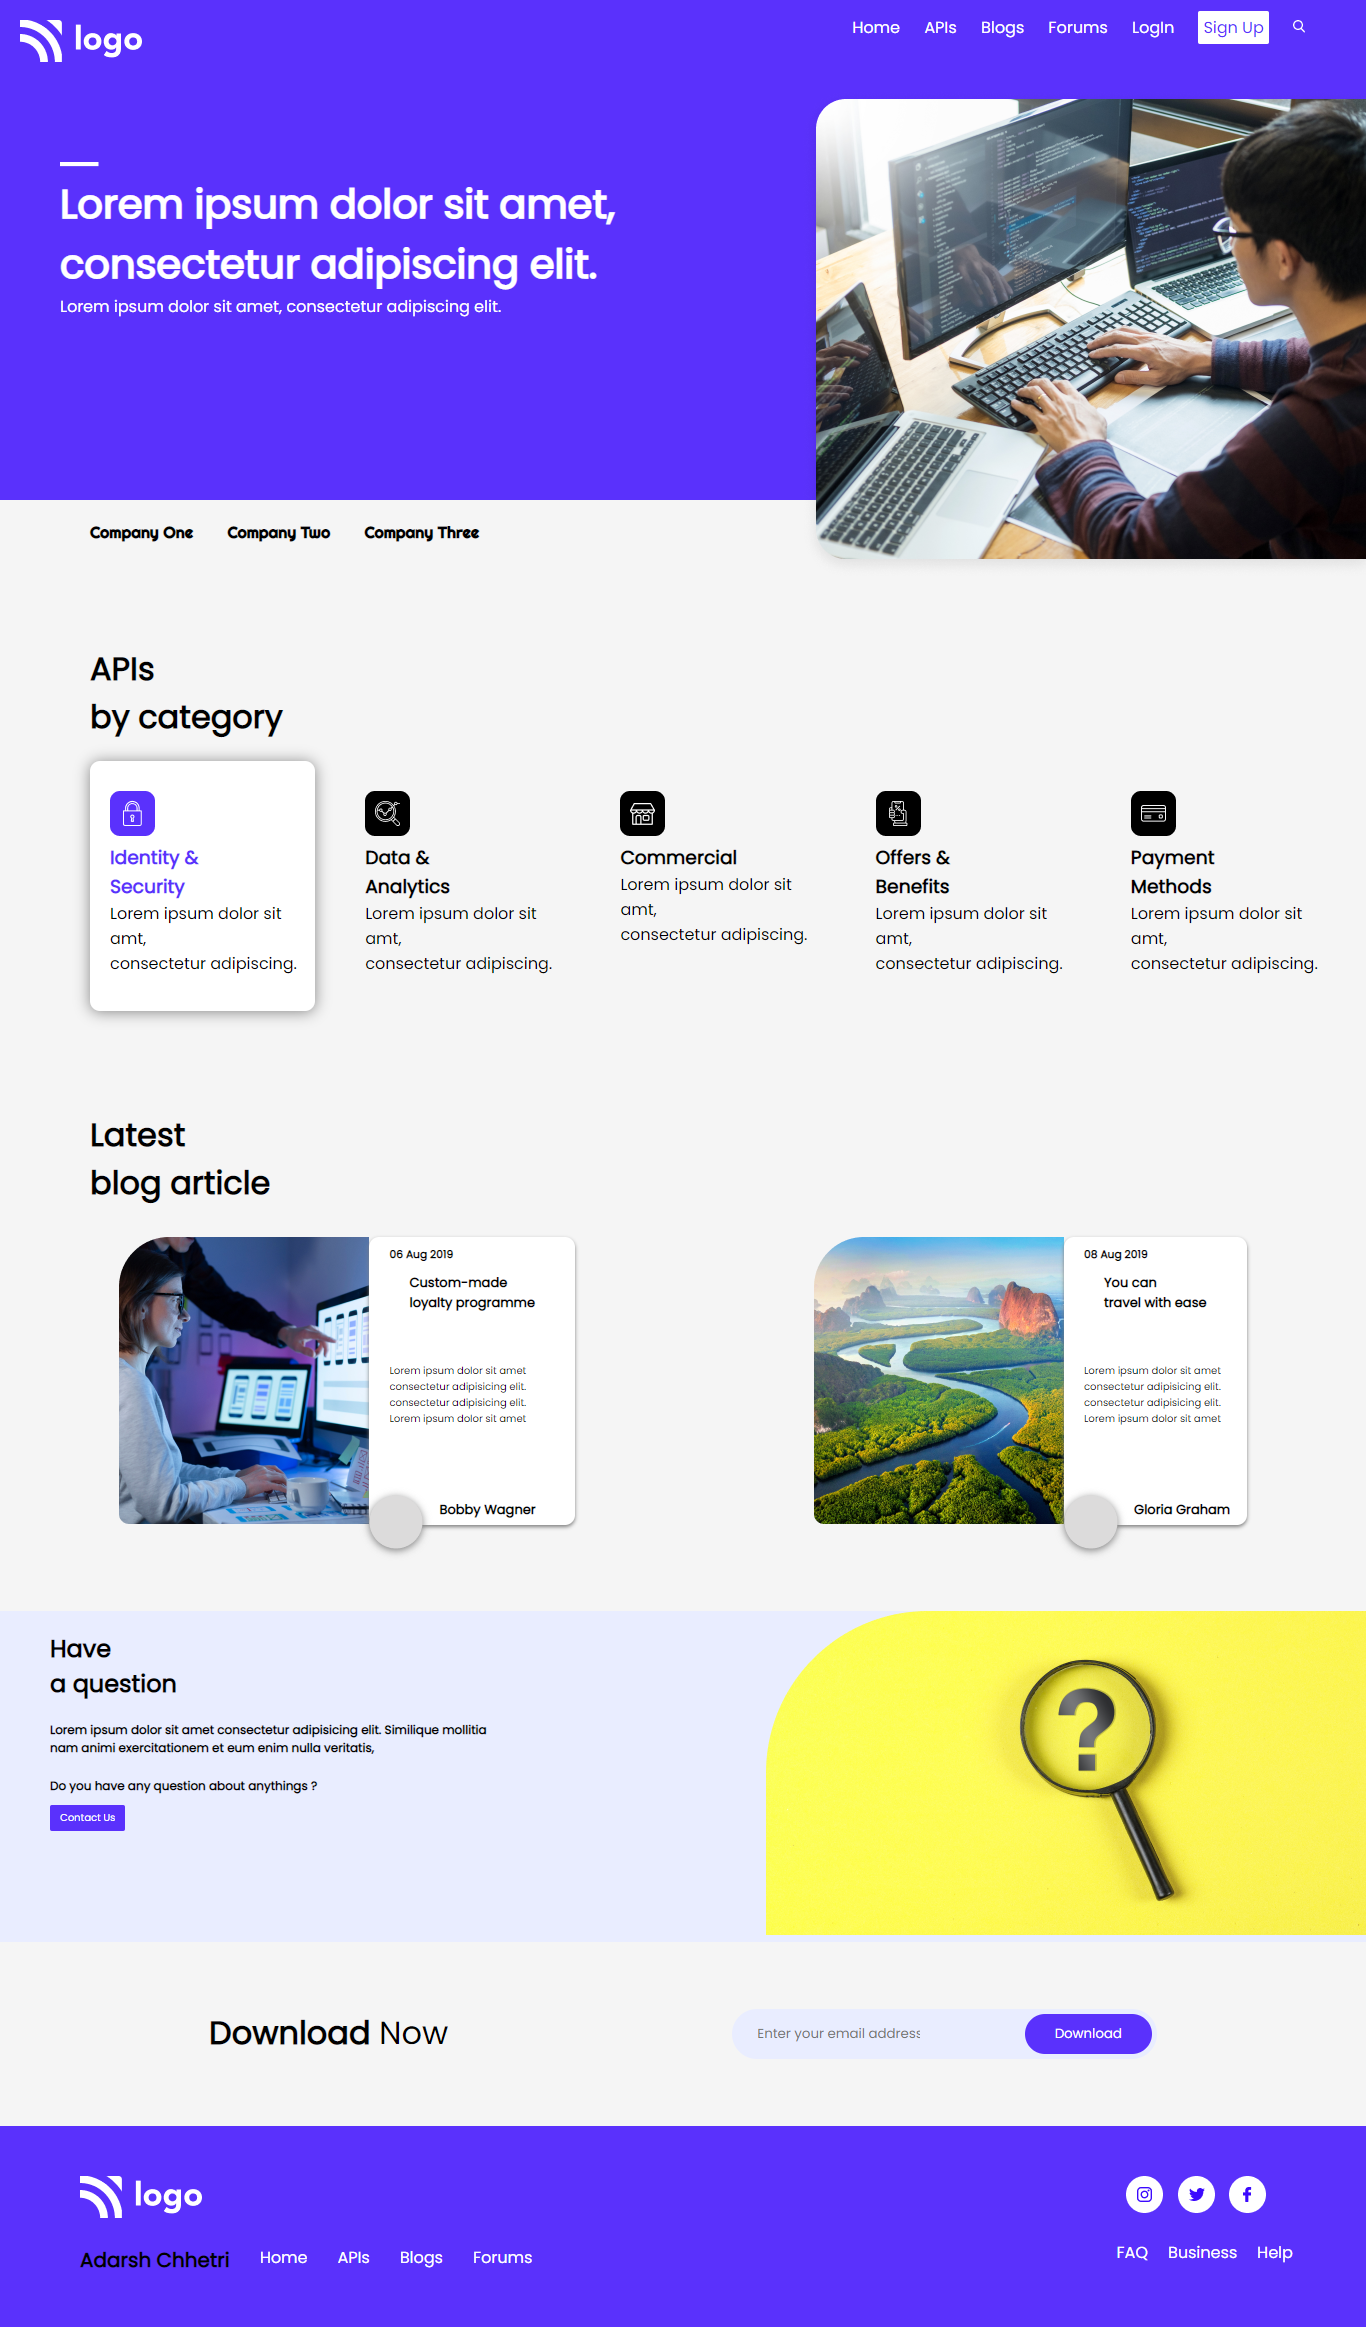 logo
Home APIs Blogs Forums LogIn Sign Up
Lorem ipsum dolor sit amet,
consectetur adipiscing elit.
Lorem ipsum dolor sit amet, consectetur adipiscing elit.
Company One Company Two Company Three
APIs
by category
Identity &
Security
Lorem ipsum dolor sit
amt,
consectetur adipiscing.
Data &
Analytics
Lorem ipsum dolor sit
amt,
consectetur adipiscing.
Commercial
Lorem ipsum dolor sit
amt,
consectetur adipiscing.
Offers &
Benefits
Lorem ipsum dolor sit
amt,
consectetur adipiscing.
Payment
Methods
Lorem ipsum dolor sit
amt,
consectetur adipiscing.
Latest
blog article
06 Aug 2019
Custom-made
loyalty programme
Lorem ipsum dolor sit amet
consectetur adipisicing elit.
consectetur adipisicing elit.
Lorem ipsum dolor sit amet
Bobby Wagner
08 Aug 2019
You can
travel with ease
Lorem ipsum dolor sit amet
consectetur adipisicing elit.
consectetur adipisicing elit.
Lorem ipsum dolor sit amet
Gloria Graham
Have
a question
Lorem ipsum dolor sit amet consectetur adipisicing elit. Similique mollitia
nam animi exercitationem et eum enim nulla veritatis,
Do you have any question about anythings ?
Contact Us
?
Download Now
Enter your email address
Download
logo
Adarsh Chhetri Home APIs Blogs Forums
FAQ Business Help